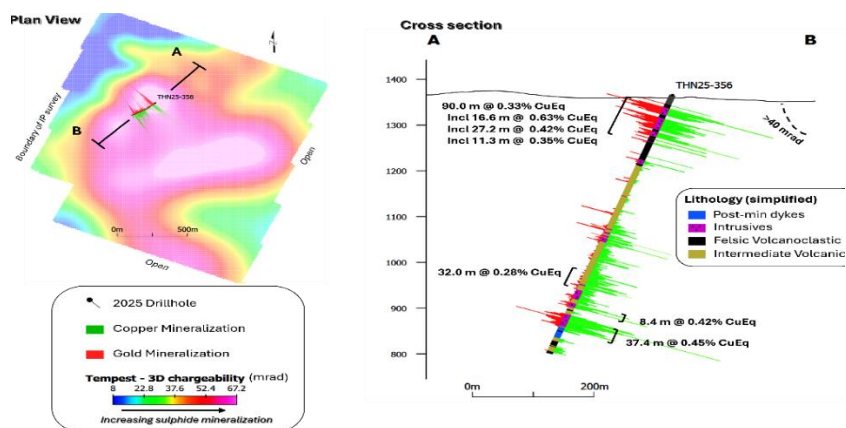 Plan View
A
THN25-356
B
Boundary of IP survey
Open
0m 500m
Open
2025 Drillhole
Copper Mineralization
Gold Mineralization
Tempest - 3D chargeability (mrad)
8 22.8 37.6 52.4 67.2
Increasing sulphide mineralization
Cross section
A B
THN25-356
1400
1300
1200
1100
1000
900
800
90.0 m @ 0.33% CuEq
Incl 16.6 m @ 0.63% CuEq
Incl 27.2 m @ 0.42% CuEq
Incl 11.3 m @ 0.35% CuEq
>40 mrad
Lithology (simplified)
Post-min dykes
Intrusives
Felsic Volcanoclastic
Intermediate Volcanic
32.0 m @ 0.28% CuEq
8.4 m @ 0.42% CuEq
37.4 m @ 0.45% CuEq
0m 200m